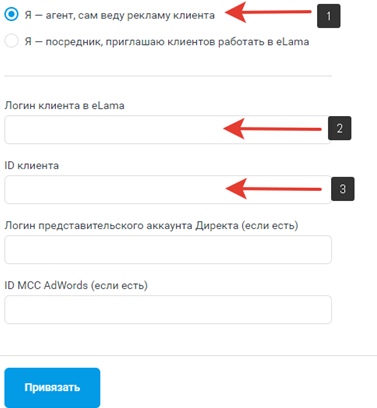 Я — агент, сам веду рекламу клиента
1
Я — посредник, приглашаю клиентов работать в eLama
Логин клиента в eLama
2
ID клиента
3
Логин представительского аккаунта Директа (если есть)
ID MCC AdWords (если есть)
Привязать